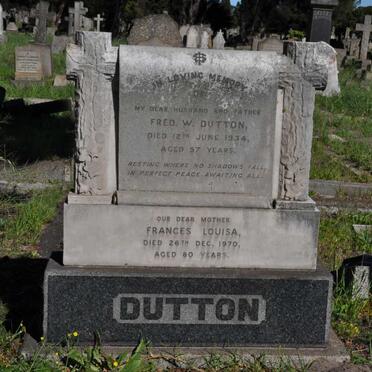 IN LOVING MEMORY
MY DEAR HUSBAND AND FATHER
FRED. W. DUTTON,
DIED 12TH JUNE 1934,
AGED 57 YEARS.
RESTING WHERE NO SHADOWS FALL,
IN PERFECT PEACE AWAITING ALL.
OUR DEAR MOTHER
FRANCES LOUISA,
DIED 26TH DEC. 1970,
AGED 80 YEARS.
DUTTON